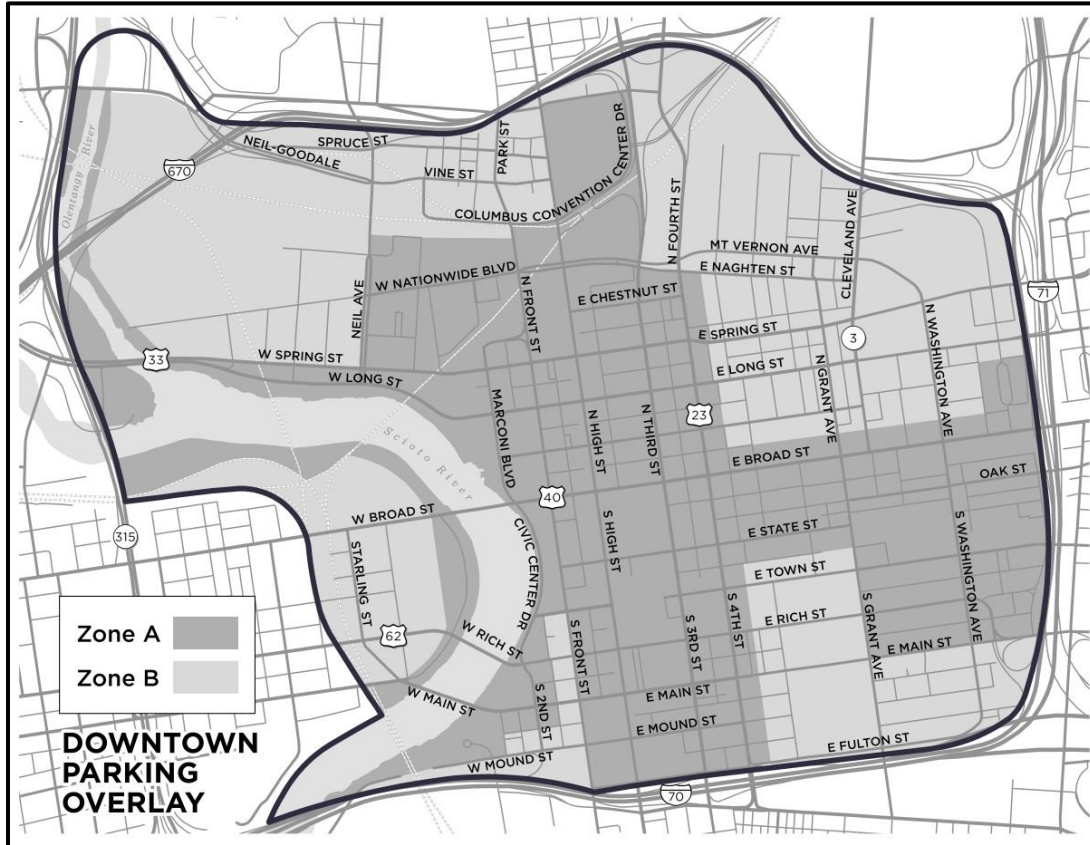 SPRUCE ST
NEIL-GOODALE
PARK ST
670
VINE ST
COLUMBUS CONVENTION CENTER DR
Olentangy River
N FOURTH ST
CLEVELAND AVE
MT VERNON AVE
E NAGHTEN ST
W NATIONWIDE BLVD
NEIL AVE
N FRONT ST
E CHESTNUT ST
71
E SPRING ST
N WASHINGTON AVE
3
33
W SPRING ST
W LONG ST
E LONG ST
N GRANT AVE
MARCONI BLVD
N HIGH ST
N THIRD ST
23
Scioto River
E BROAD ST
OAK ST
40
W BROAD ST
315
STARLING ST
CIVIC CENTER DR
S HIGH ST
E STATE ST
S WASHINGTON AVE
E TOWN ST
Zone A
Zone B
62
W RICH ST
S FRONT ST
S 3RD ST
S 4TH ST
E RICH ST
S GRANT AVE
E MAIN ST
W MAIN ST
S 2ND ST
E MAIN ST
E MOUND ST
W MOUND ST
E FULTON ST
70
DOWNTOWN
PARKING
OVERLAY